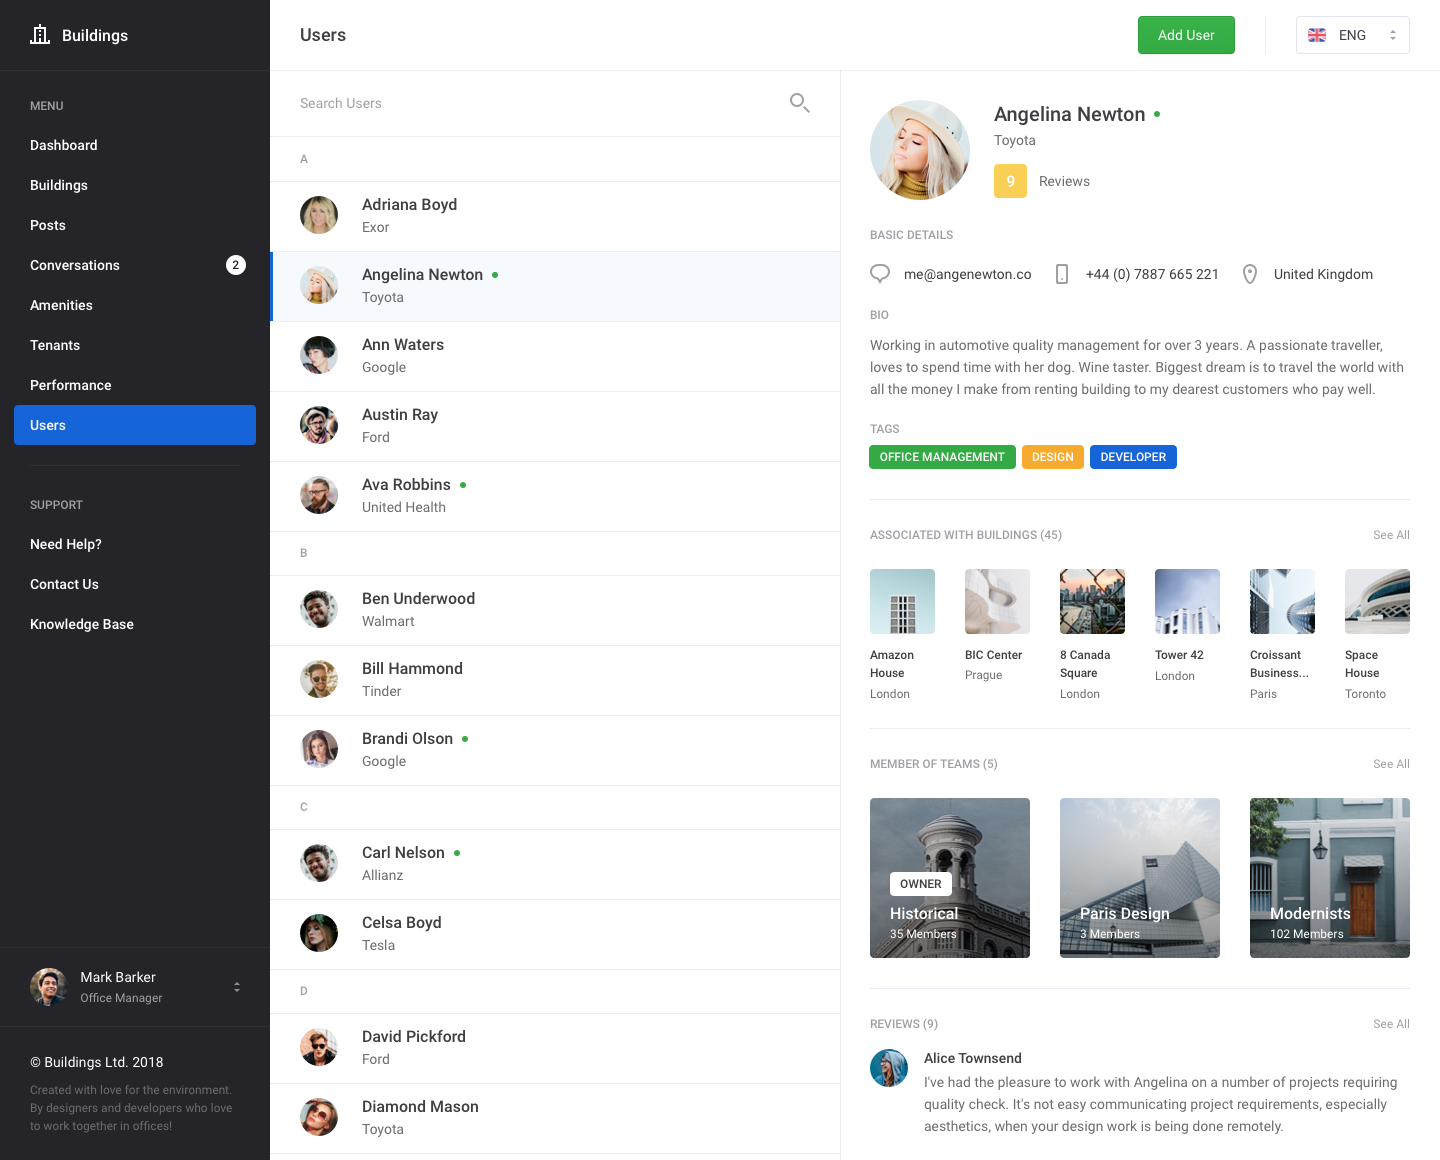 Buildings
MENU
Dashboard
Buildings
Posts
Conversations 2
Amenities
Tenants
Performance
Users
SUPPORT
Need Help?
Contact Us
Knowledge Base
Mark Barker
Office Manager
© Buildings Ltd. 2018
Created with love for the environment.
By designers and developers who love
to work together in offices!
Users
Add User
ENG
Search Users
A
Adriana Boyd
Exor
Angelina Newton
Toyota
Ann Waters
Google
Austin Ray
Ford
Ava Robbins
United Health
B
Ben Underwood
Walmart
Bill Hammond
Tinder
Brandi Olson
Google
C
Carl Nelson
Allianz
Celsa Boyd
Tesla
D
David Pickford
Ford
Diamond Mason
Toyota
Angelina Newton
Toyota
9 Reviews
BASIC DETAILS
me@angenewton.co +44 (0) 7887 665 221 United Kingdom
BIO
Working in automotive quality management for over 3 years. A passionate traveller,
loves to spend time with her dog. Wine taster. Biggest dream is to travel the world with
all the money I make from renting building to my dearest customers who pay well.
TAGS
OFFICE MANAGEMENT DESIGN DEVELOPER
ASSOCIATED WITH BUILDINGS (45) See All
Amazon
House
London
BIC Center
Prague
8 Canada
Square
London
Tower 42
London
Croissant
Business...
Paris
Space
House
Toronto
MEMBER OF TEAMS (5) See All
OWNER
Historical
35 Members
Paris Design
3 Members
Modernists
102 Members
REVIEWS (9) See All
Alice Townsend
I've had the pleasure to work with Angelina on a number of projects requiring
quality check. It's not easy communicating project requirements, especially
aesthetics, when your design work is being done remotely.